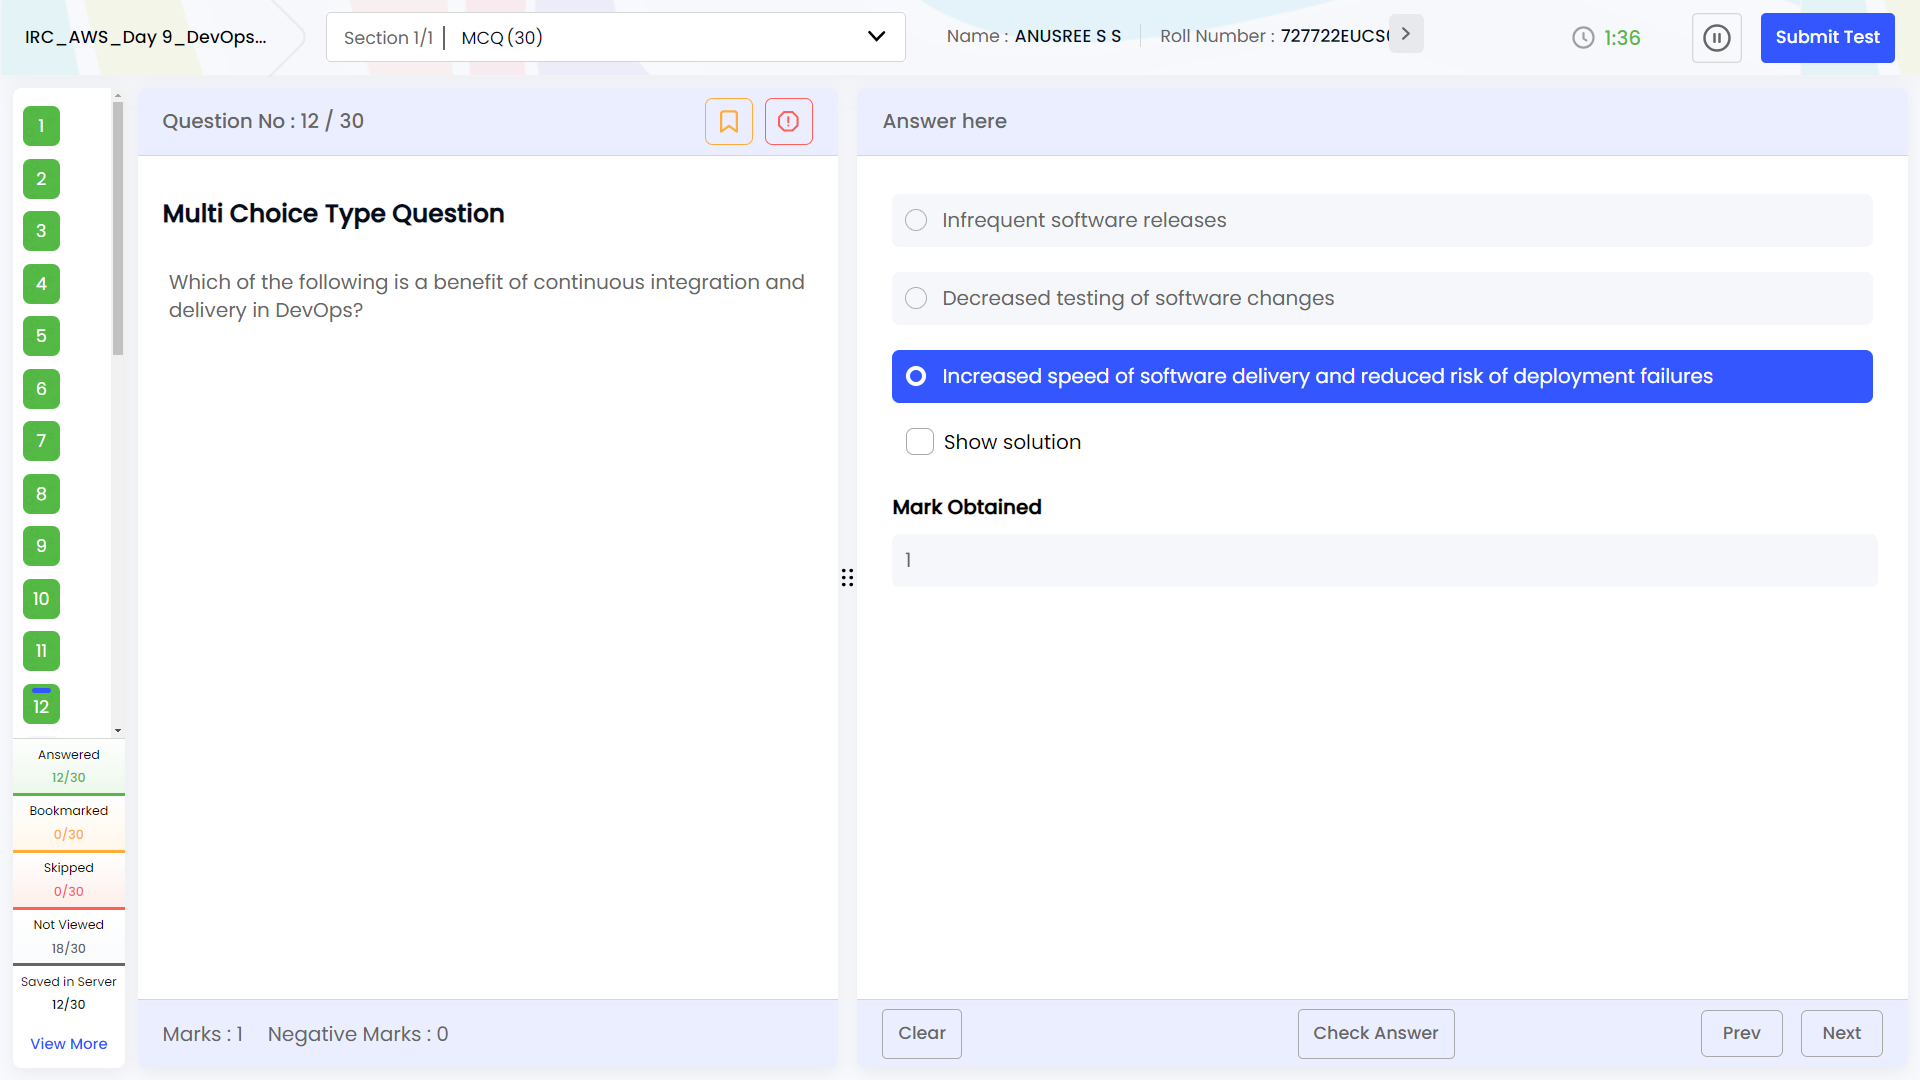 IRC_AWS_Day 9_DevOps...
Section 1/1 | MCQ (30)
Name : ANUSREE S S
Roll Number : 727722EUCS
1:36
Submit Test
1
2
3
4
5
6
7
8
9
10
11
12
Answered
12/30
Bookmarked
0/30
Skipped
0/30
Not Viewed
18/30
Saved in Server
12/30
View More
Question No : 12 / 30
Multi Choice Type Question
Which of the following is a benefit of continuous integration and
delivery in DevOps?
Marks : 1 Negative Marks : 0
Answer here
Infrequent software releases
Decreased testing of software changes
Increased speed of software delivery and reduced risk of deployment failures
Show solution
Mark Obtained
1
Clear
Check Answer
Prev
Next